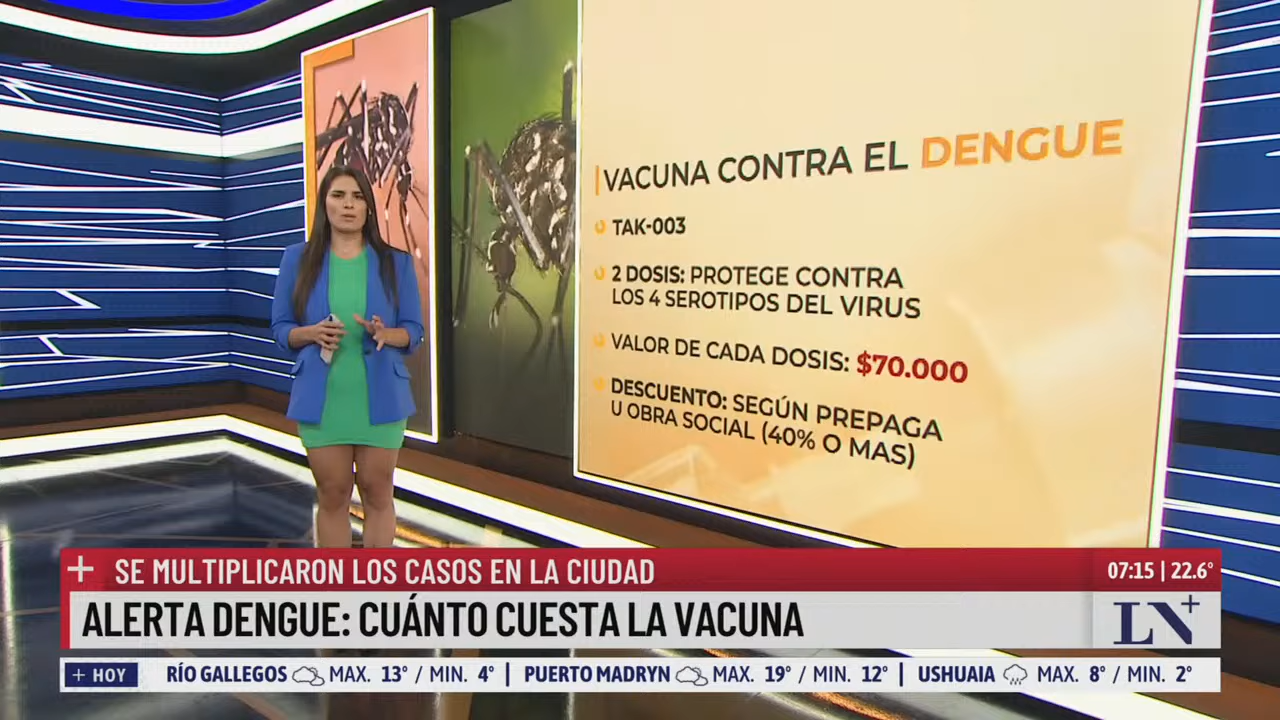 VACUNA CONTRA EL DENGUE
TAK-003
2 DOSIS: PROTEGE CONTRA
LOS 4 SEROTIPOS DEL VIRUS
VALOR DE CADA DOSIS: $70.000
DESCUENTO: SEGÚN PREPAGA
U OBRA SOCIAL (40% O MAS)
+ SE MULTIPLICARON LOS CASOS EN LA CIUDAD
07:15 | 22.6°
ALERTA DENGUE: CUÁNTO CUESTA LA VACUNA
LN+
+ HOY RÍO GALLEGOS MAX. 13° / MIN. 4° | PUERTO MADRYN MAX. 19° / MIN. 12° | USHUAIA MAX. 8° / MIN. 2°